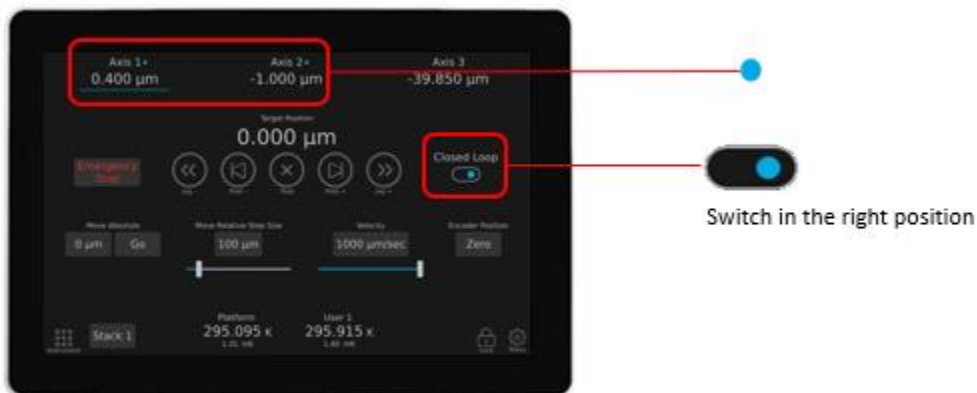 Axis 1•
Axis 2•
Axis 3
0.400 µm
-1.000 µm
-39.850 µm
Target Position
0.000 µm
Emergency
Stop
Closed Loop
Switch in the right position
Move Absolute
Move Relative Step Size
Velocity
Encoder Position
0 µm
Go
100 µm
1000 µm/sec
Zero
Platform
User 1
Stack 1
295.095 K
295.915 K